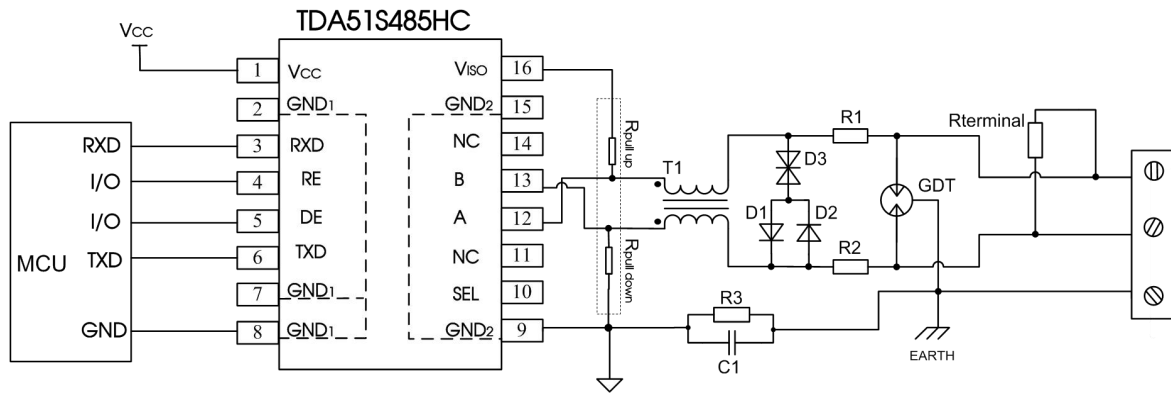 TDA51S485HC
VCC
1 VCC VISO 16
2 GND1 GND2 15
RXD 3 RXD NC 14
I/O 4 RE B 13
I/O 5 DE A 12
MCU TXD 6 TXD NC 11
7 GND1 SEL 10
GND 8 GND1 GND2 9
Rpull up
Rpull down
T1
D3
D1 D2
R1
R2
GDT
Rterminal
R3
C1
EARTH